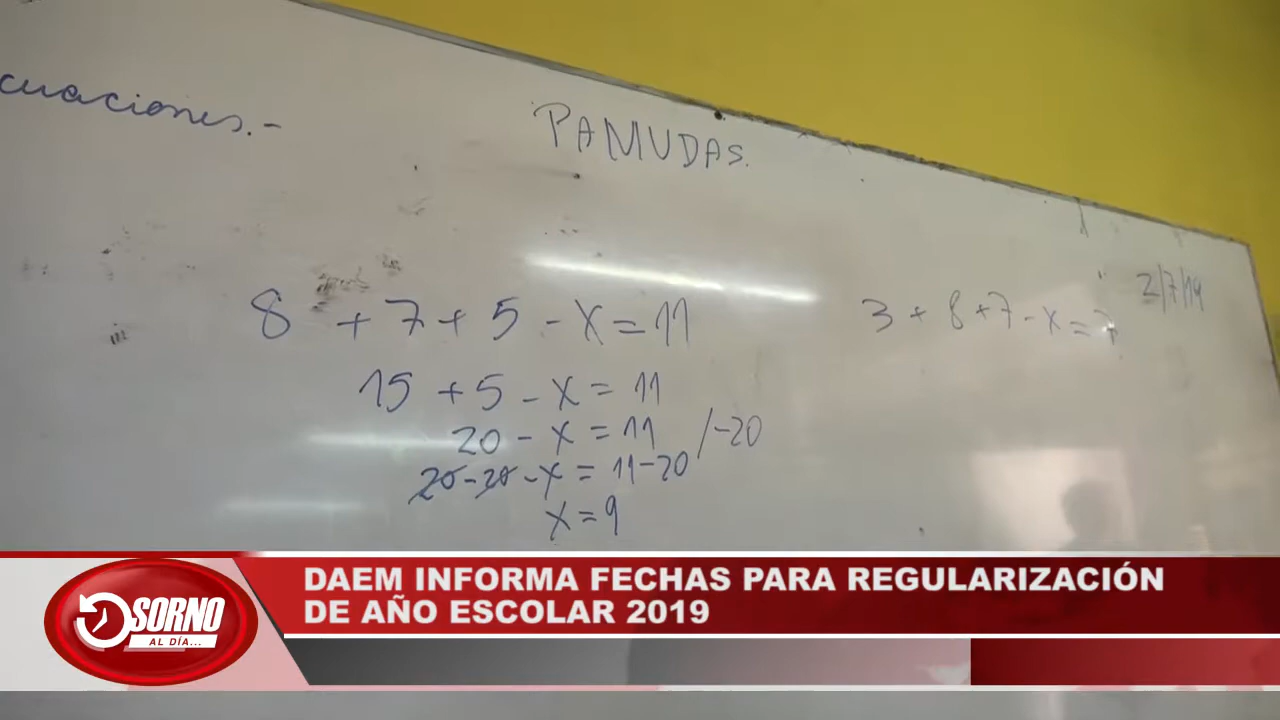 cuaciones.-
PAMUDAS.
2/7/19
8 + 7 + 5 - x = 11
15 + 5 - x = 11
20 - x = 11 /-20
20-20 - x = 11-20
x = 9
3 + 8 + 7 - x = 7
DAEM INFORMA FECHAS PARA REGULARIZACIÓN
DE AÑO ESCOLAR 2019
OSORNO
AL DÍA...